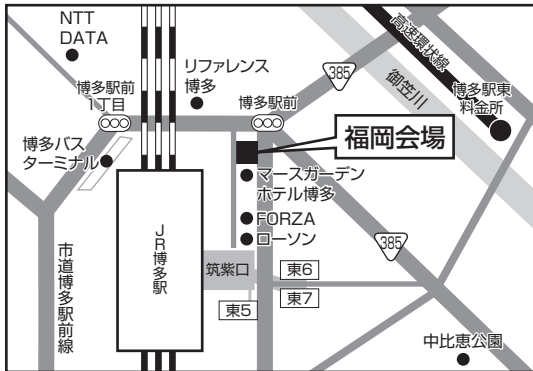 NTT
DATA
博多駅前
1丁目
リファレンス
博多
385
博多駅前
高速環状線
御笠川
博多駅東
料金所
福岡会場
博多バス
ターミナル
マースガーデン
ホテル博多
FORZA
ローソン
JR博多駅
市道博多駅前線
筑紫口
東6
東7
東5
385
中比恵公園